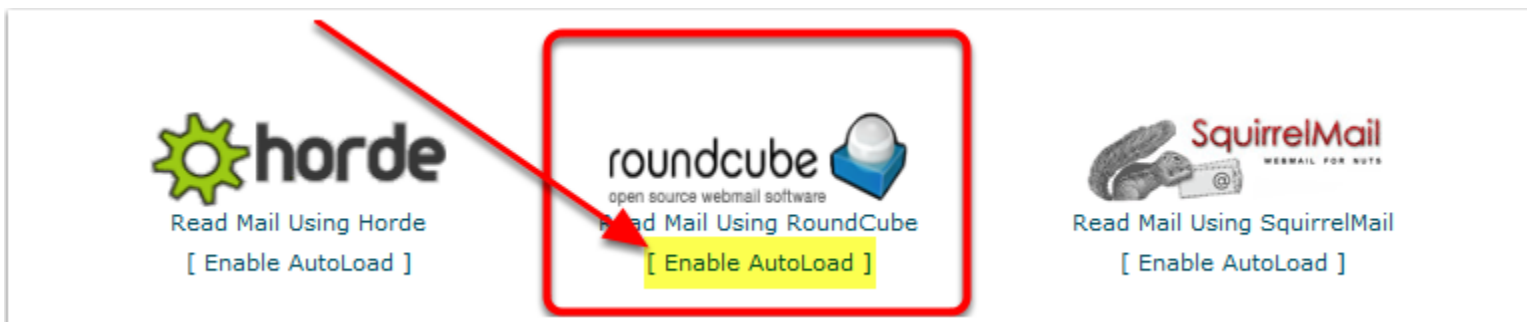 horde
Read Mail Using Horde
[ Enable AutoLoad ]
roundcube
open source webmail software
Read Mail Using RoundCube
[ Enable AutoLoad ]
SquirrelMail
WEBMAIL FOR NUTS
@
Read Mail Using SquirrelMail
[ Enable AutoLoad ]